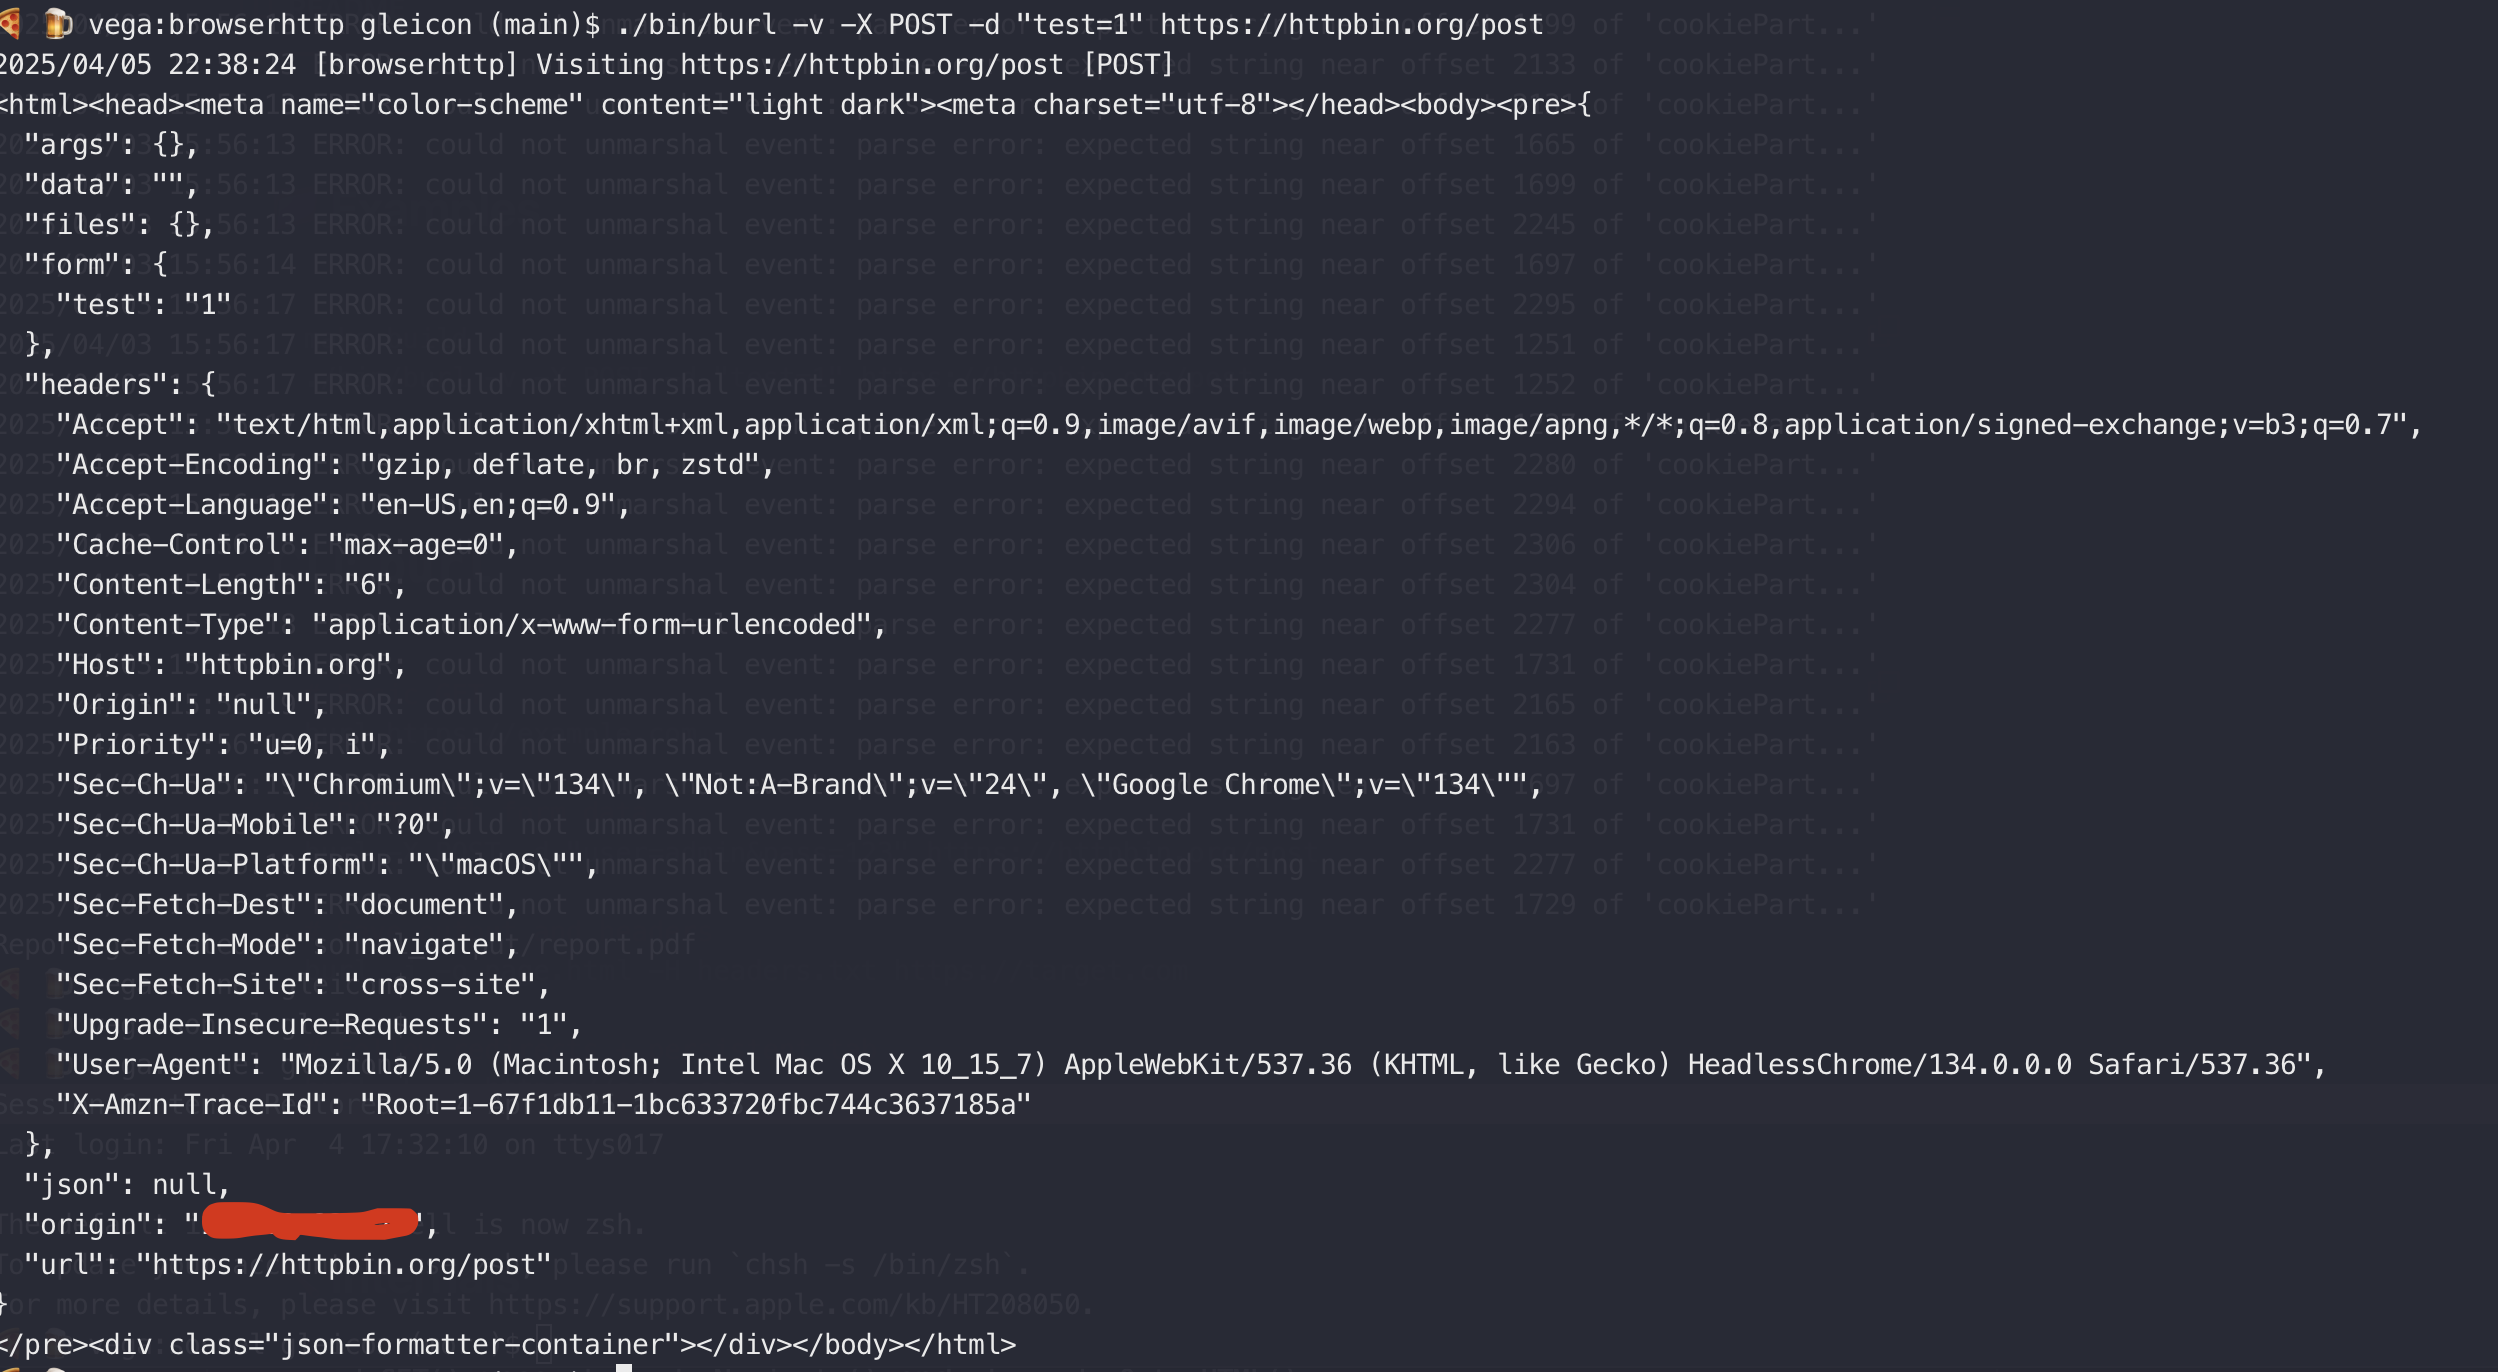 vega:browserhttp gleicon (main)$ ./bin/burl -v -X POST -d "test=1" https://httpbin.org/post
2025/04/05 22:38:24 [browserhttp] Visiting https://httpbin.org/post [POST]
<html><head><meta name="color-scheme" content="light dark"><meta charset="utf-8"></head><body><pre>{
  "args": {},
  "data": "",
  "files": {},
  "form": {
    "test": "1"
  },
  "headers": {
    "Accept": "text/html,application/xhtml+xml,application/xml;q=0.9,image/avif,image/webp,image/apng,*/*;q=0.8,application/signed-exchange;v=b3;q=0.7",
    "Accept-Encoding": "gzip, deflate, br, zstd",
    "Accept-Language": "en-US,en;q=0.9",
    "Cache-Control": "max-age=0",
    "Content-Length": "6",
    "Content-Type": "application/x-www-form-urlencoded",
    "Host": "httpbin.org",
    "Origin": "null",
    "Priority": "u=0, i",
    "Sec-Ch-Ua": "\"Chromium\";v=\"134\", \"Not:A-Brand\";v=\"24\", \"Google Chrome\";v=\"134\"",
    "Sec-Ch-Ua-Mobile": "?0",
    "Sec-Ch-Ua-Platform": "\"macOS\"",
    "Sec-Fetch-Dest": "document",
    "Sec-Fetch-Mode": "navigate",
    "Sec-Fetch-Site": "cross-site",
    "Upgrade-Insecure-Requests": "1",
    "User-Agent": "Mozilla/5.0 (Macintosh; Intel Mac OS X 10_15_7) AppleWebKit/537.36 (KHTML, like Gecko) HeadlessChrome/134.0.0.0 Safari/537.36",
    "X-Amzn-Trace-Id": "Root=1-67f1db11-1bc633720fbc744c3637185a"
  },
  "json": null,
  "origin": "",
  "url": "https://httpbin.org/post"
}
</pre><div class="json-formatter-container"></div></body></html>